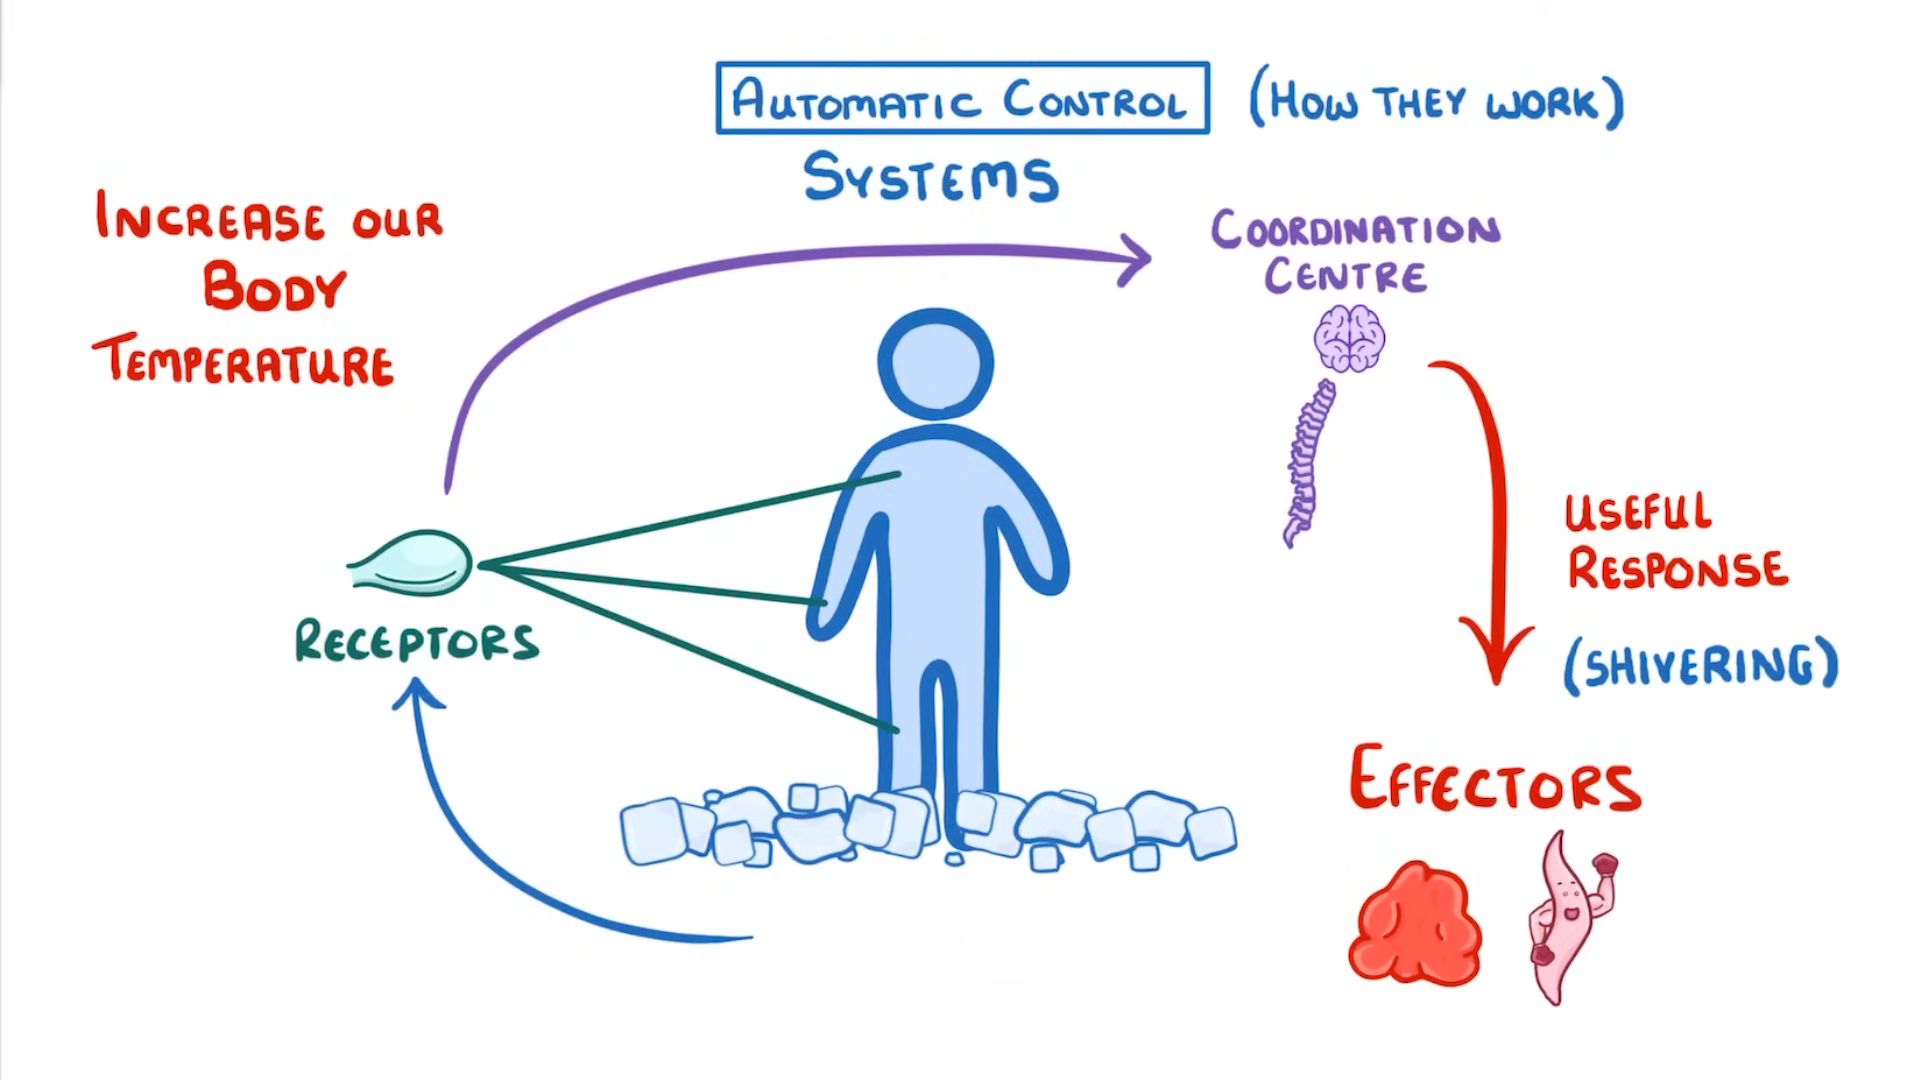 AUTOMATIC CONTROL (HOW THEY WORK)
SYSTEMS
INCREASE OUR
BODY
TEMPERATURE
COORDINATION
CENTRE
RECEPTORS
USEFUL
RESPONSE
(SHIVERING)
EFFECTORS